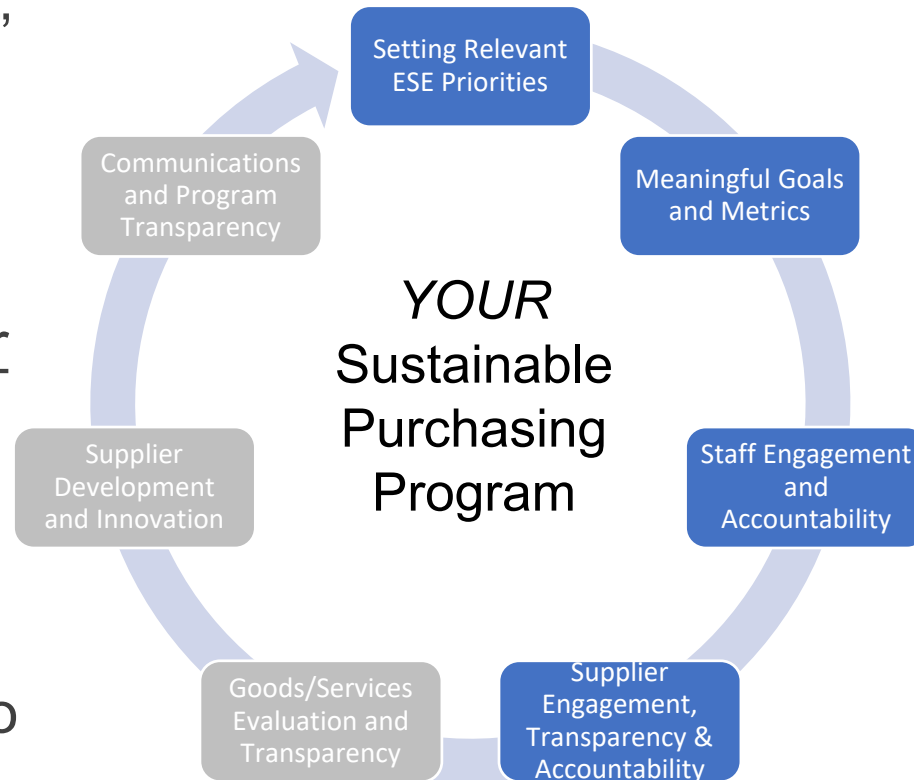 ,
Setting Relevant
ESE Priorities
Communications
and Program
Transparency
Meaningful Goals
and Metrics
YOUR
Sustainable
Purchasing
Program
r
Supplier
Development
and Innovation
Staff Engagement
and
Accountability
Goods/Services
Evaluation and
Transparency
Supplier
Engagement,
Transparency &
Accountability